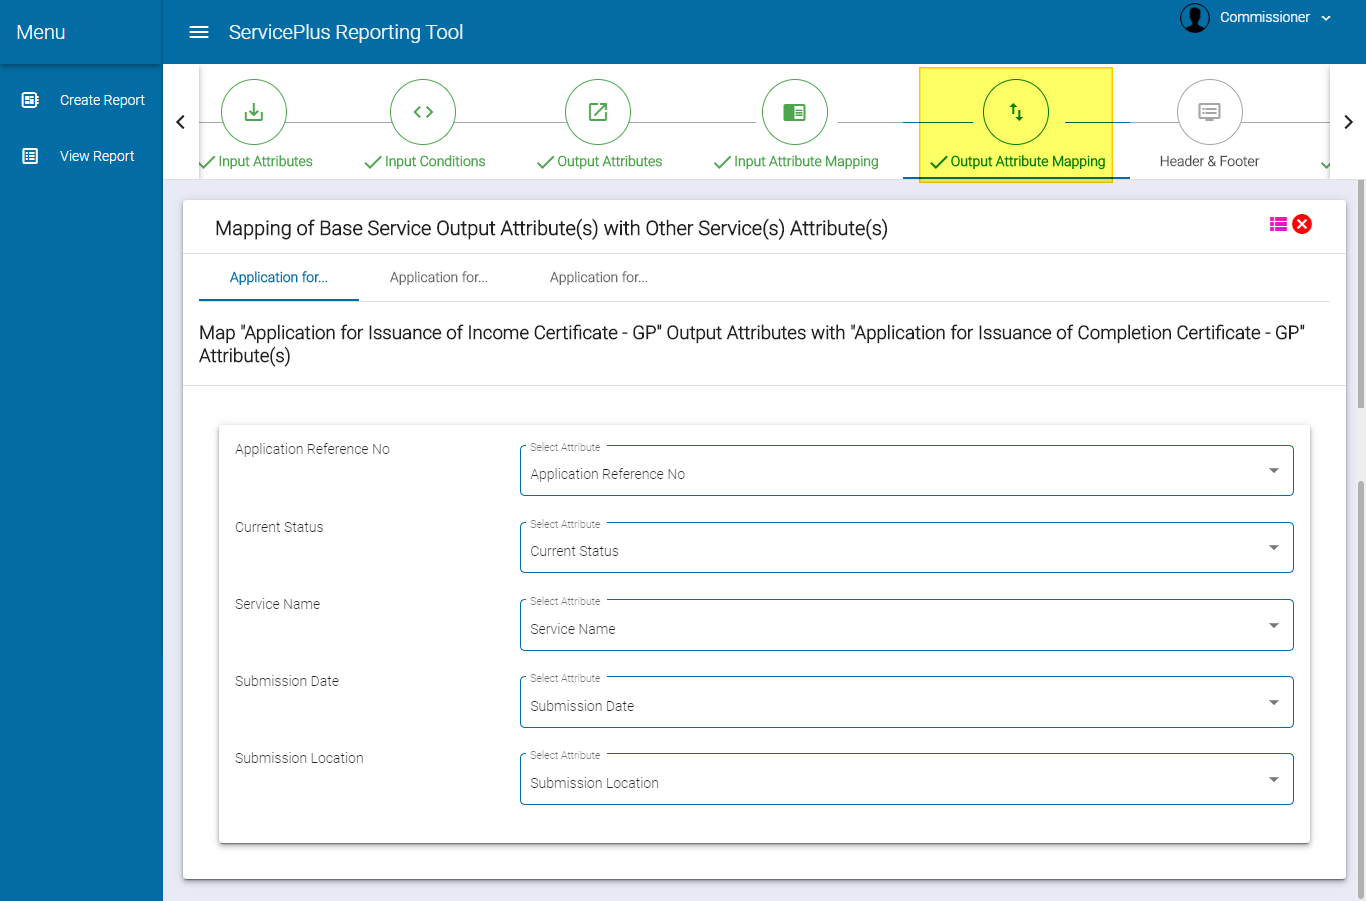 Menu
ServicePlus Reporting Tool
Commissioner
Create Report
View Report
Input Attributes
Input Conditions
Output Attributes
Input Attribute Mapping
Output Attribute Mapping
Header & Footer
Mapping of Base Service Output Attribute(s) with Other Service(s) Attribute(s)
Application for...
Application for...
Application for...
Map "Application for Issuance of Income Certificate - GP" Output Attributes with "Application for Issuance of Completion Certificate - GP"
Attribute(s)
Application Reference No
Select Attribute
Application Reference No
Current Status
Select Attribute
Current Status
Service Name
Select Attribute
Service Name
Submission Date
Select Attribute
Submission Date
Submission Location
Select Attribute
Submission Location